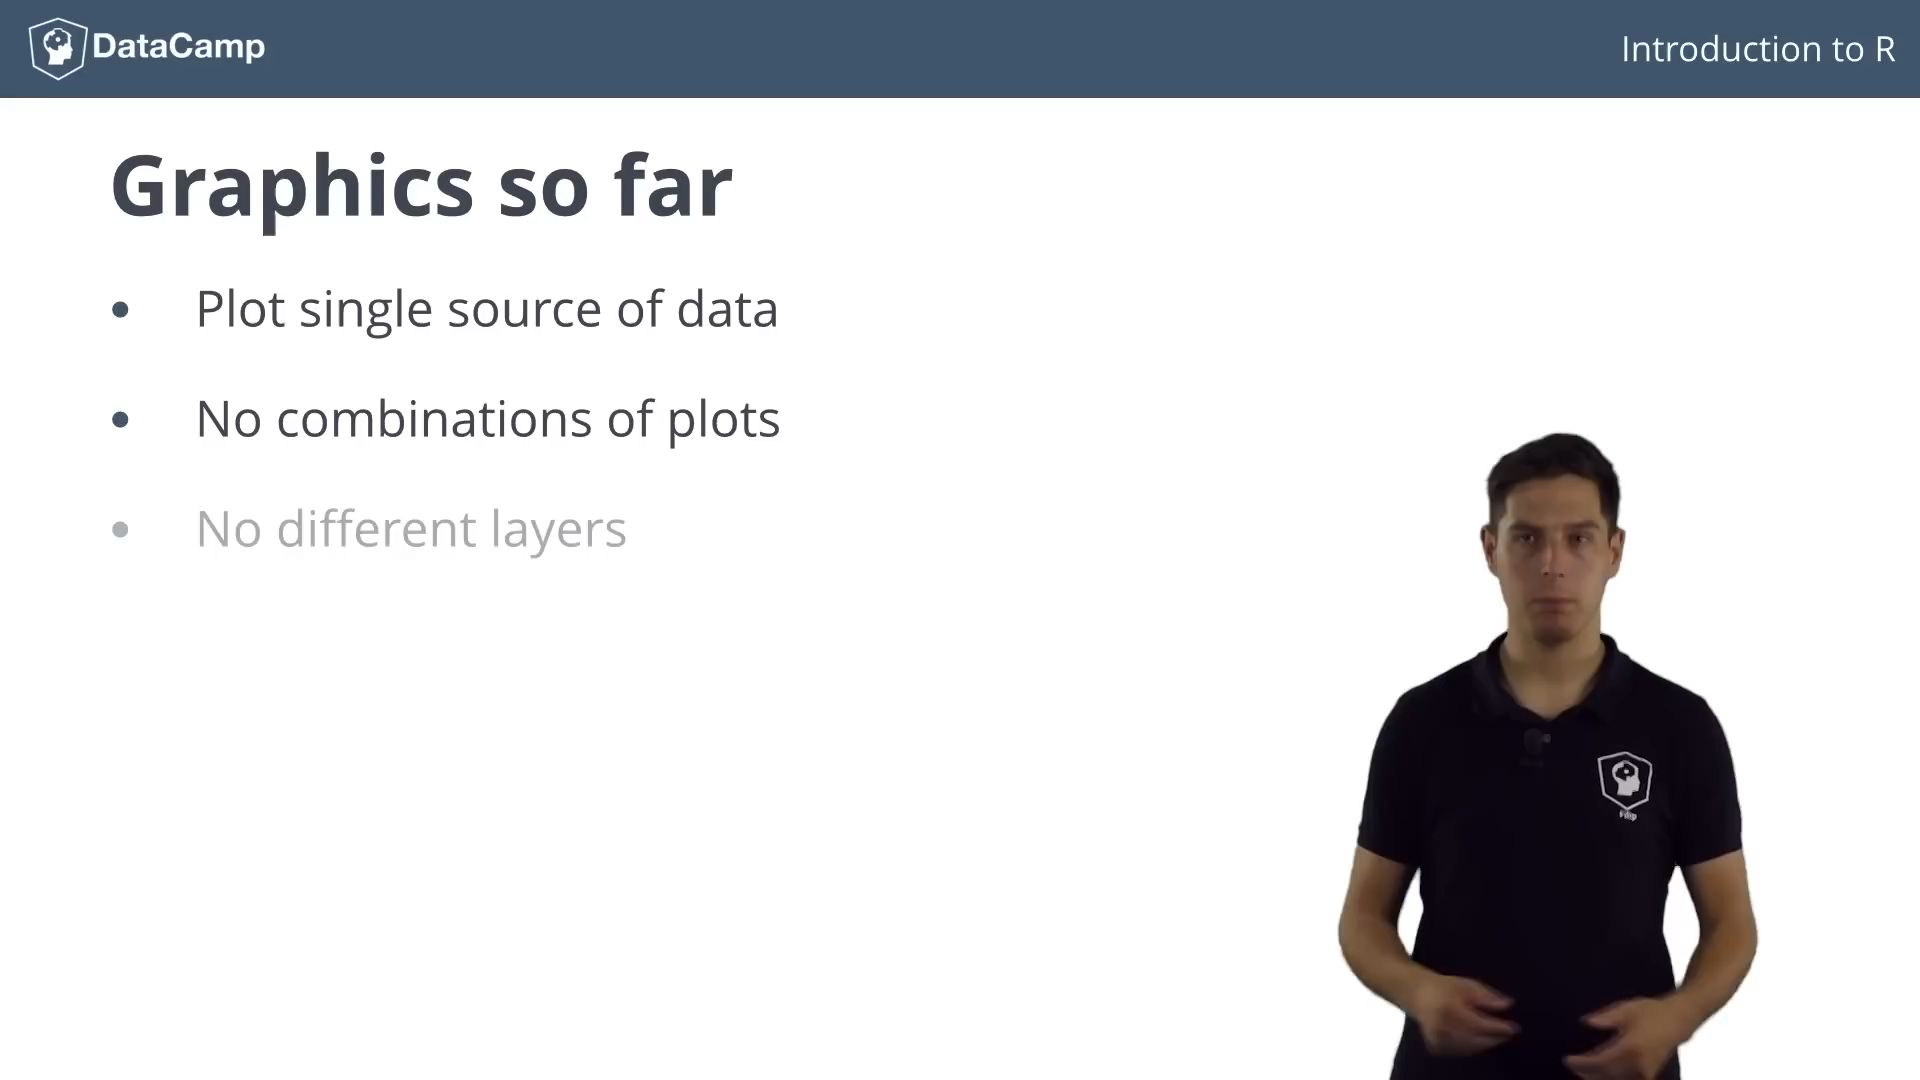 DataCamp
Introduction to R
Graphics so far
• Plot single source of data
• No combinations of plots
• No different layers